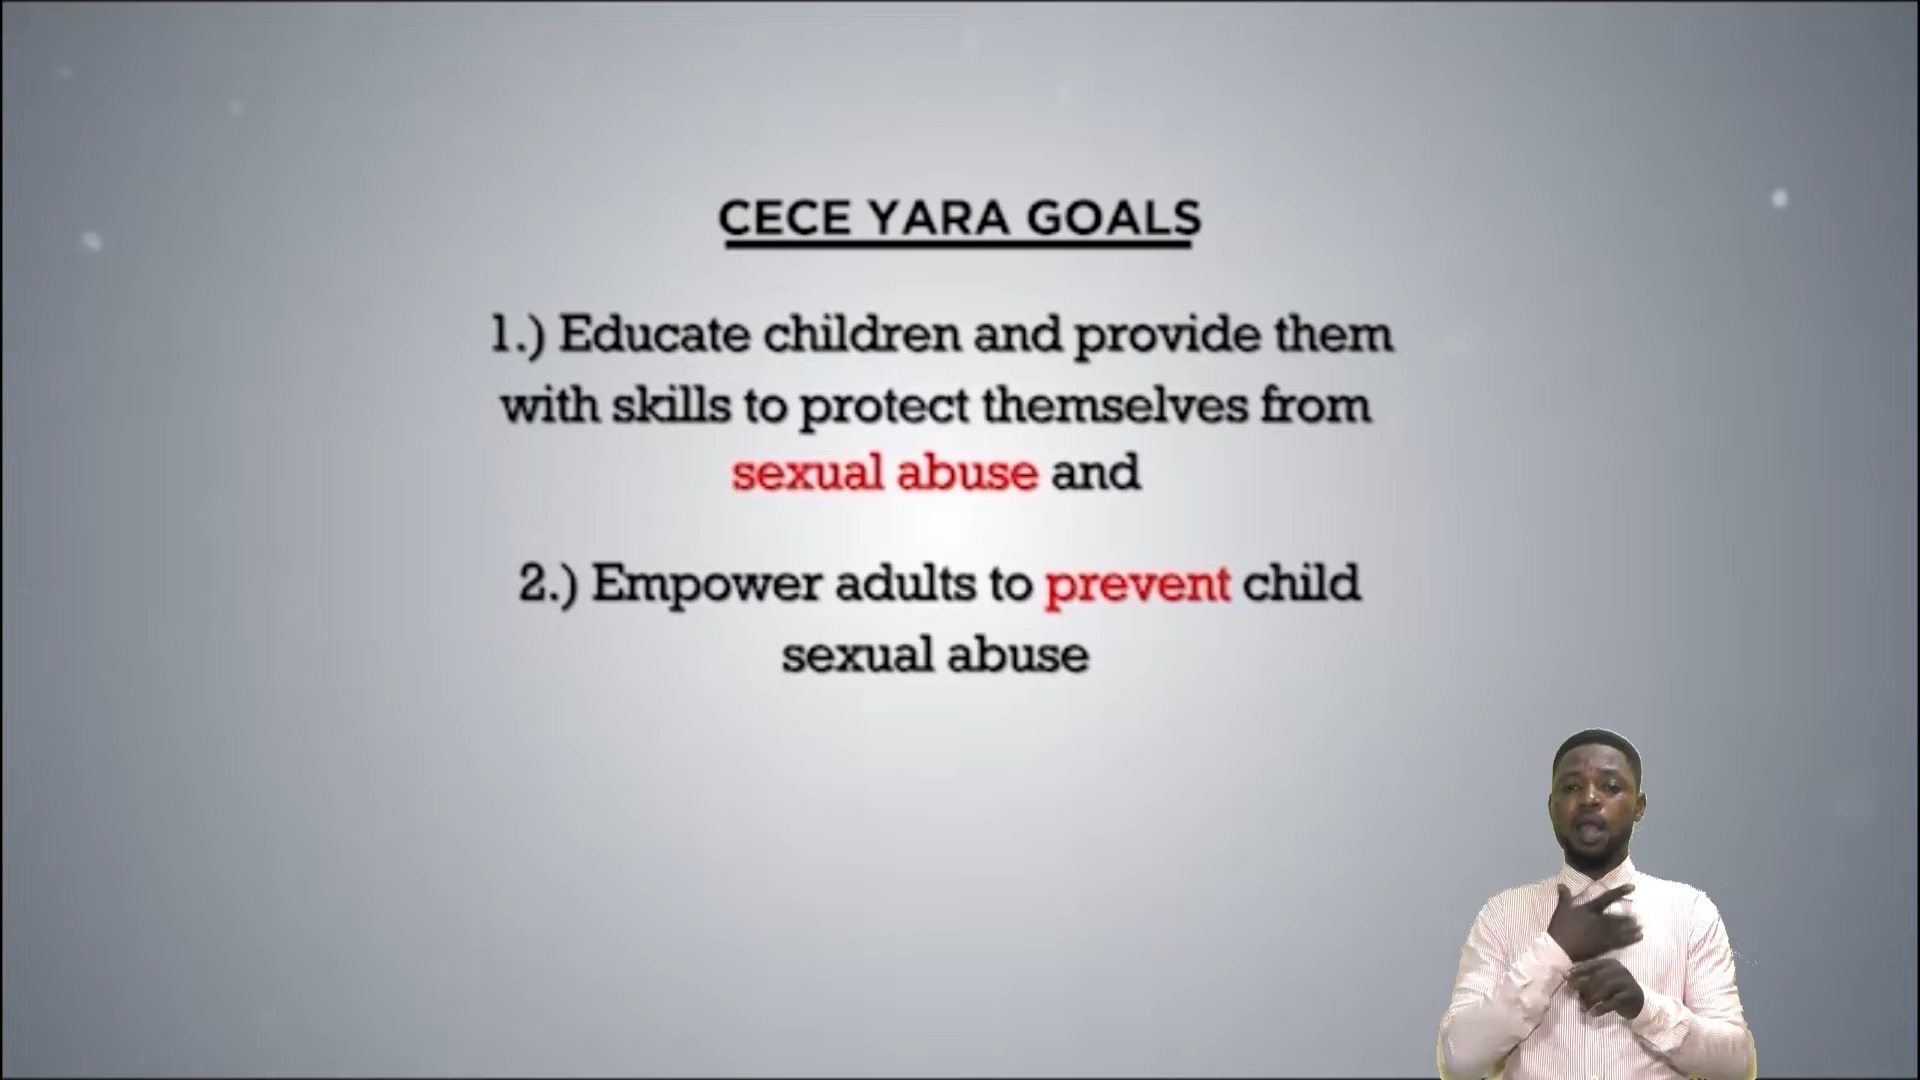 CECE YARA GOALS
1.) Educate children and provide them
with skills to protect themselves from
sexual abuse and
2.) Empower adults to prevent child
sexual abuse